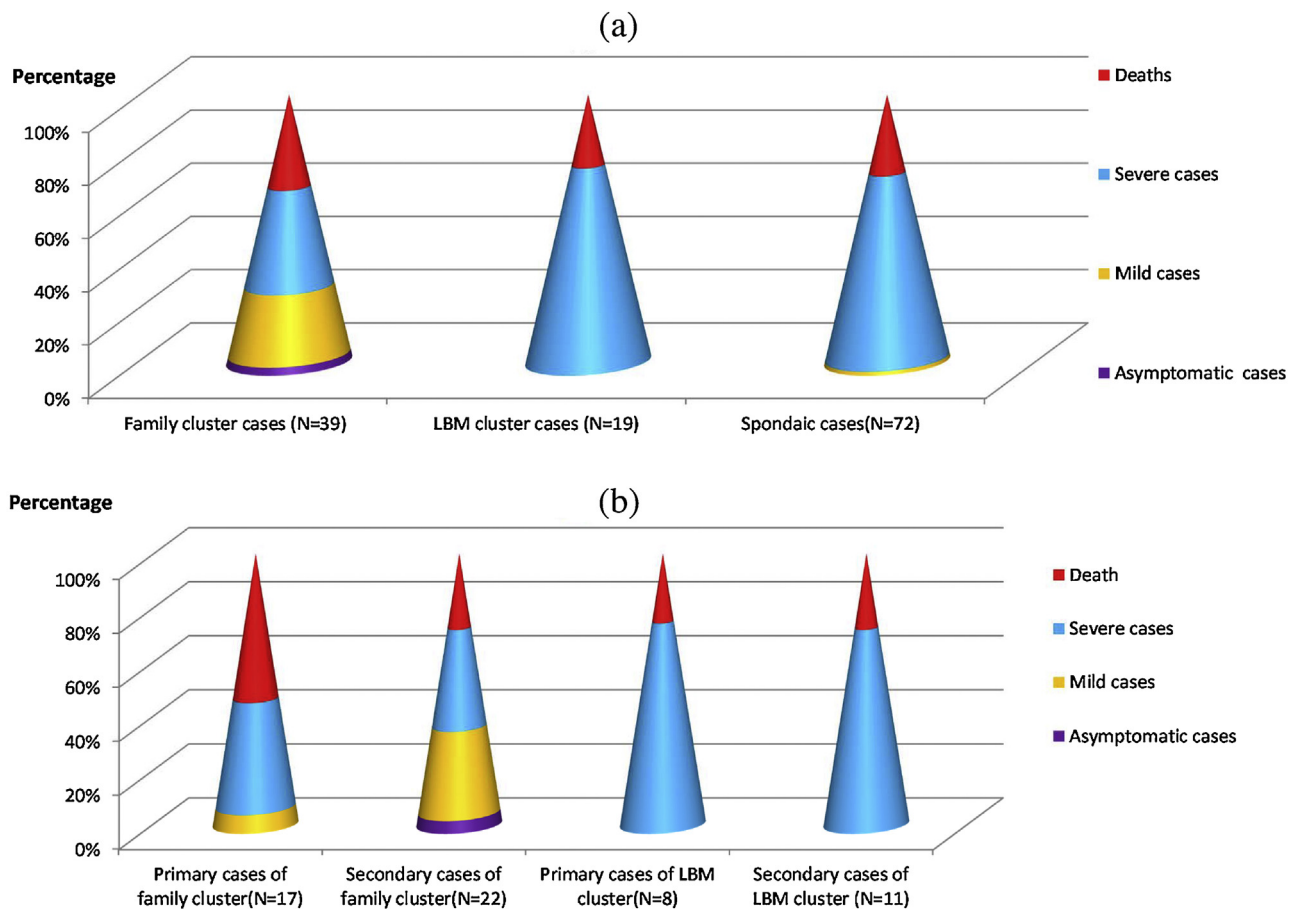 (a)
Percentage
100%
80%
60%
40%
20%
0%
Family cluster cases (N=39)
LBM cluster cases (N=19)
Spondaic cases(N=72)
Deaths
Severe cases
Mild cases
Asymptomatic cases
(b)
Percentage
100%
80%
60%
40%
20%
0%
Primary cases of
family cluster(N=17)
Secondary cases of
family cluster(N=22)
Primary cases of LBM
cluster(N=8)
Secondary cases of
LBM cluster (N=11)
Death
Severe cases
Mild cases
Asymptomatic cases